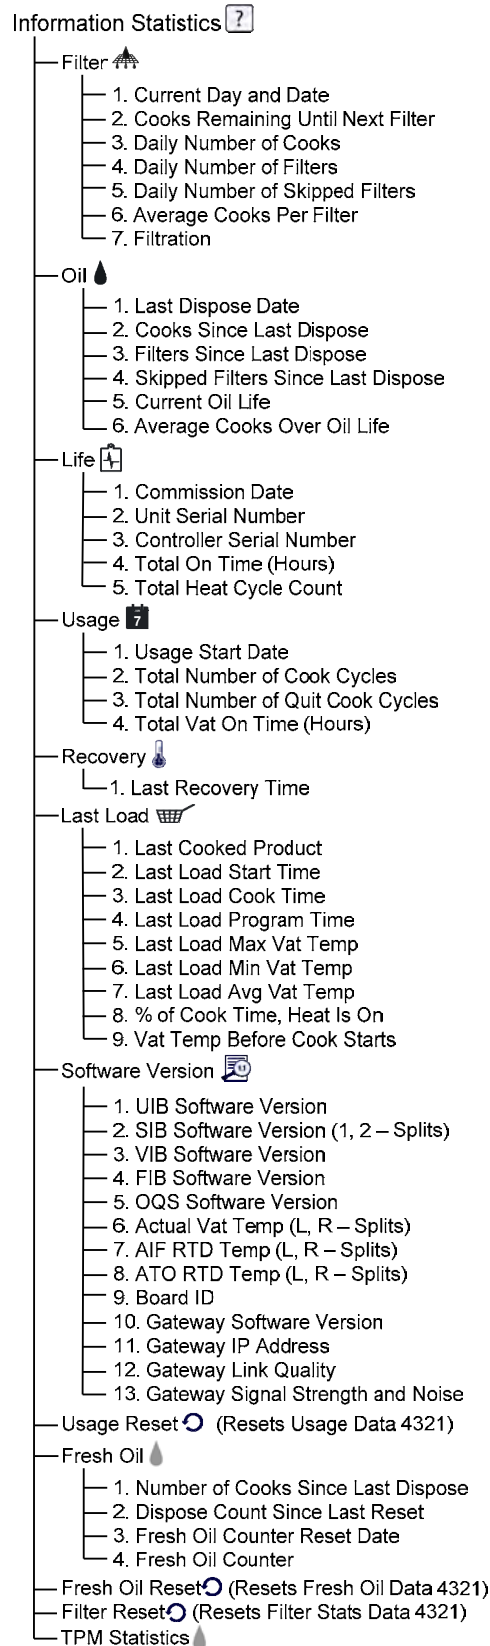 Information Statistics ?
Filter
1. Current Day and Date
2. Cooks Remaining Until Next Filter
3. Daily Number of Cooks
4. Daily Number of Filters
5. Daily Number of Skipped Filters
6. Average Cooks Per Filter
7. Filtration
Oil
1. Last Dispose Date
2. Cooks Since Last Dispose
3. Filters Since Last Dispose
4. Skipped Filters Since Last Dispose
5. Current Oil Life
6. Average Cooks Over Oil Life
Life
1. Commission Date
2. Unit Serial Number
3. Controller Serial Number
4. Total On Time (Hours)
5. Total Heat Cycle Count
Usage 7
1. Usage Start Date
2. Total Number of Cook Cycles
3. Total Number of Quit Cook Cycles
4. Total Vat On Time (Hours)
Recovery
1. Last Recovery Time
Last Load
1. Last Cooked Product
2. Last Load Start Time
3. Last Load Cook Time
4. Last Load Program Time
5. Last Load Max Vat Temp
6. Last Load Min Vat Temp
7. Last Load Avg Vat Temp
8. % of Cook Time, Heat Is On
9. Vat Temp Before Cook Starts
Software Version
1. UIB Software Version
2. SIB Software Version (1, 2 – Splits)
3. VIB Software Version
4. FIB Software Version
5. OQS Software Version
6. Actual Vat Temp (L, R – Splits)
7. AIF RTD Temp (L, R – Splits)
8. ATO RTD Temp (L, R – Splits)
9. Board ID
10. Gateway Software Version
11. Gateway IP Address
12. Gateway Link Quality
13. Gateway Signal Strength and Noise
Usage Reset (Resets Usage Data 4321)
Fresh Oil
1. Number of Cooks Since Last Dispose
2. Dispose Count Since Last Reset
3. Fresh Oil Counter Reset Date
4. Fresh Oil Counter
Fresh Oil Reset (Resets Fresh Oil Data 4321)
Filter Reset (Resets Filter Stats Data 4321)
TPM Statistics